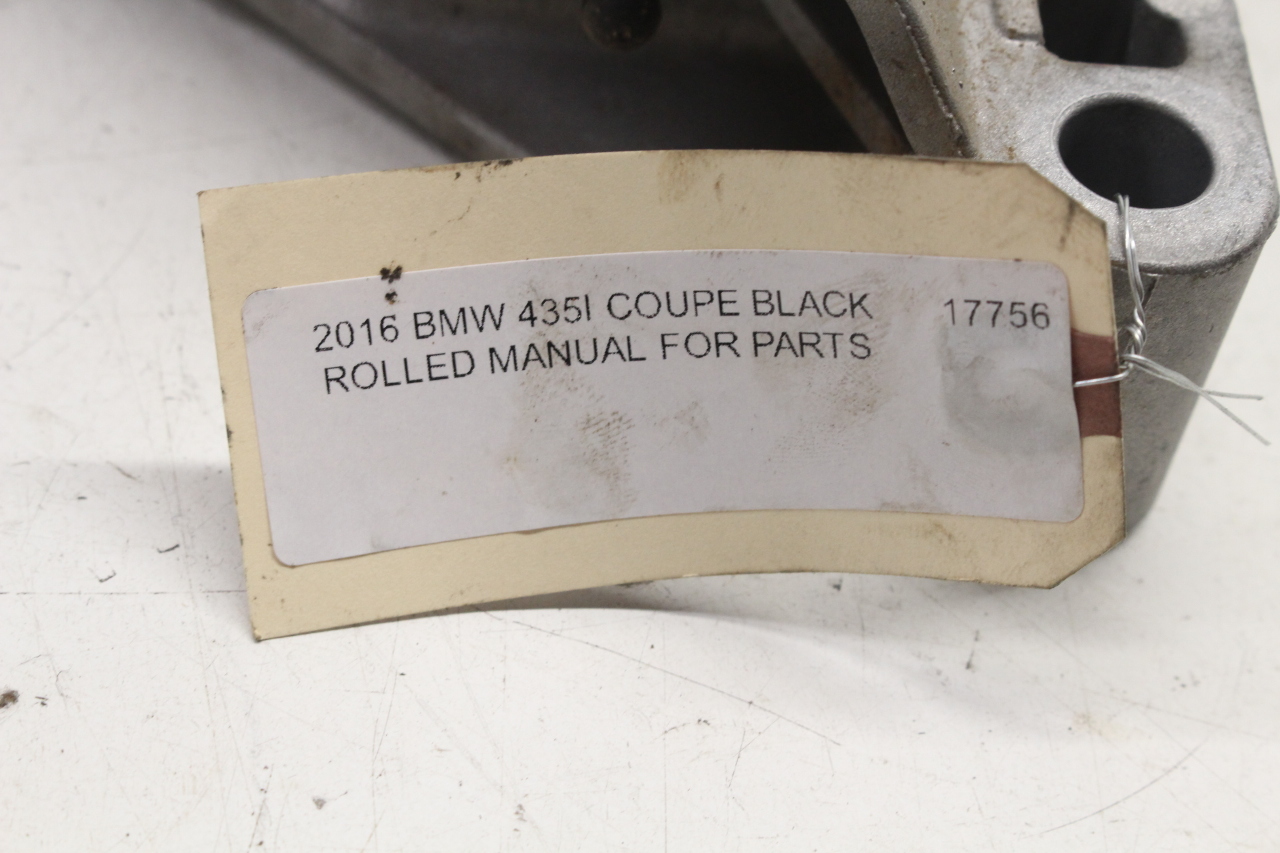 2016 BMW 435I COUPE BLACK 17756
ROLLED MANUAL FOR PARTS